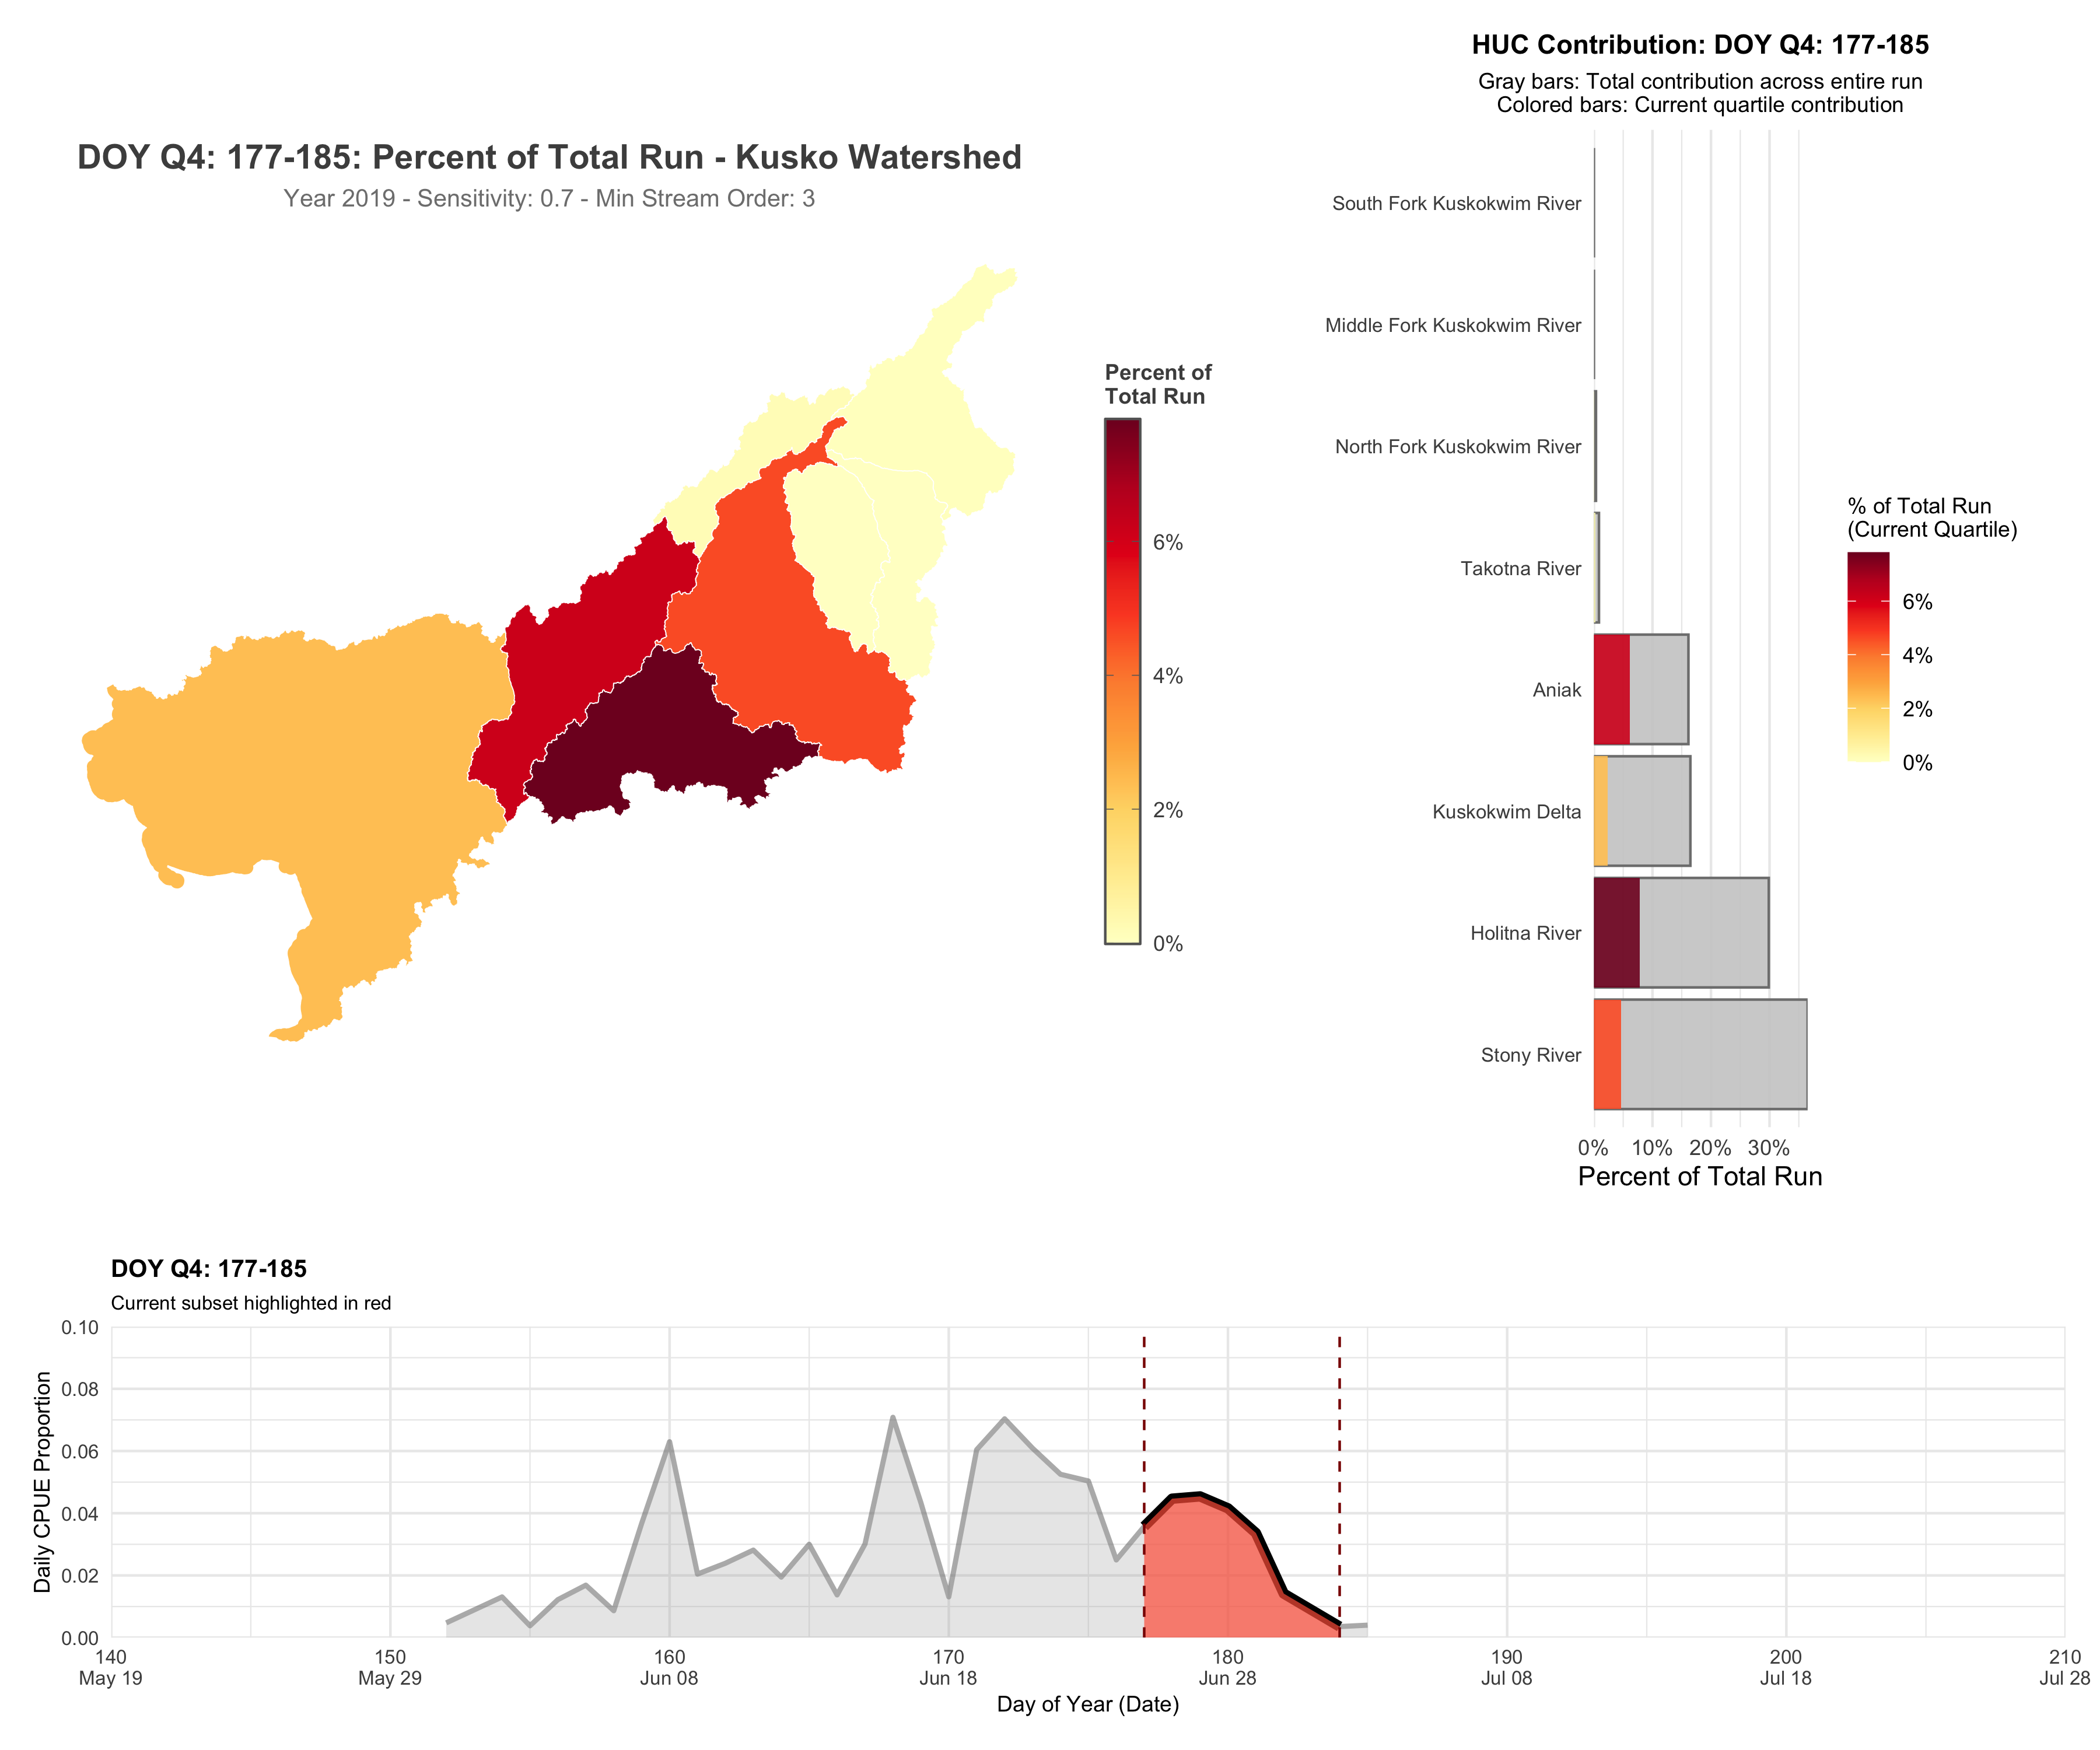 DOY Q4: 177-185: Percent of Total Run - Kusko Watershed
Year 2019 - Sensitivity: 0.7 - Min Stream Order: 3
Percent of
Total Run
6%
4%
2%
0%
HUC Contribution: DOY Q4: 177-185
Gray bars: Total contribution across entire run
Colored bars: Current quartile contribution
South Fork Kuskokwim River
Middle Fork Kuskokwim River
North Fork Kuskokwim River
Takotna River
Aniak
Kuskokwim Delta
Holitna River
Stony River
0% 10% 20% 30%
Percent of Total Run
% of Total Run
(Current Quartile)
6%
4%
2%
0%
DOY Q4: 177-185
Current subset highlighted in red
Daily CPUE Proportion
0.10
0.08
0.06
0.04
0.02
0.00
140 150 160 170 180 190 200 210
May 19 May 29 Jun 08 Jun 18 Jun 28 Jul 08 Jul 18 Jul 28
Day of Year (Date)